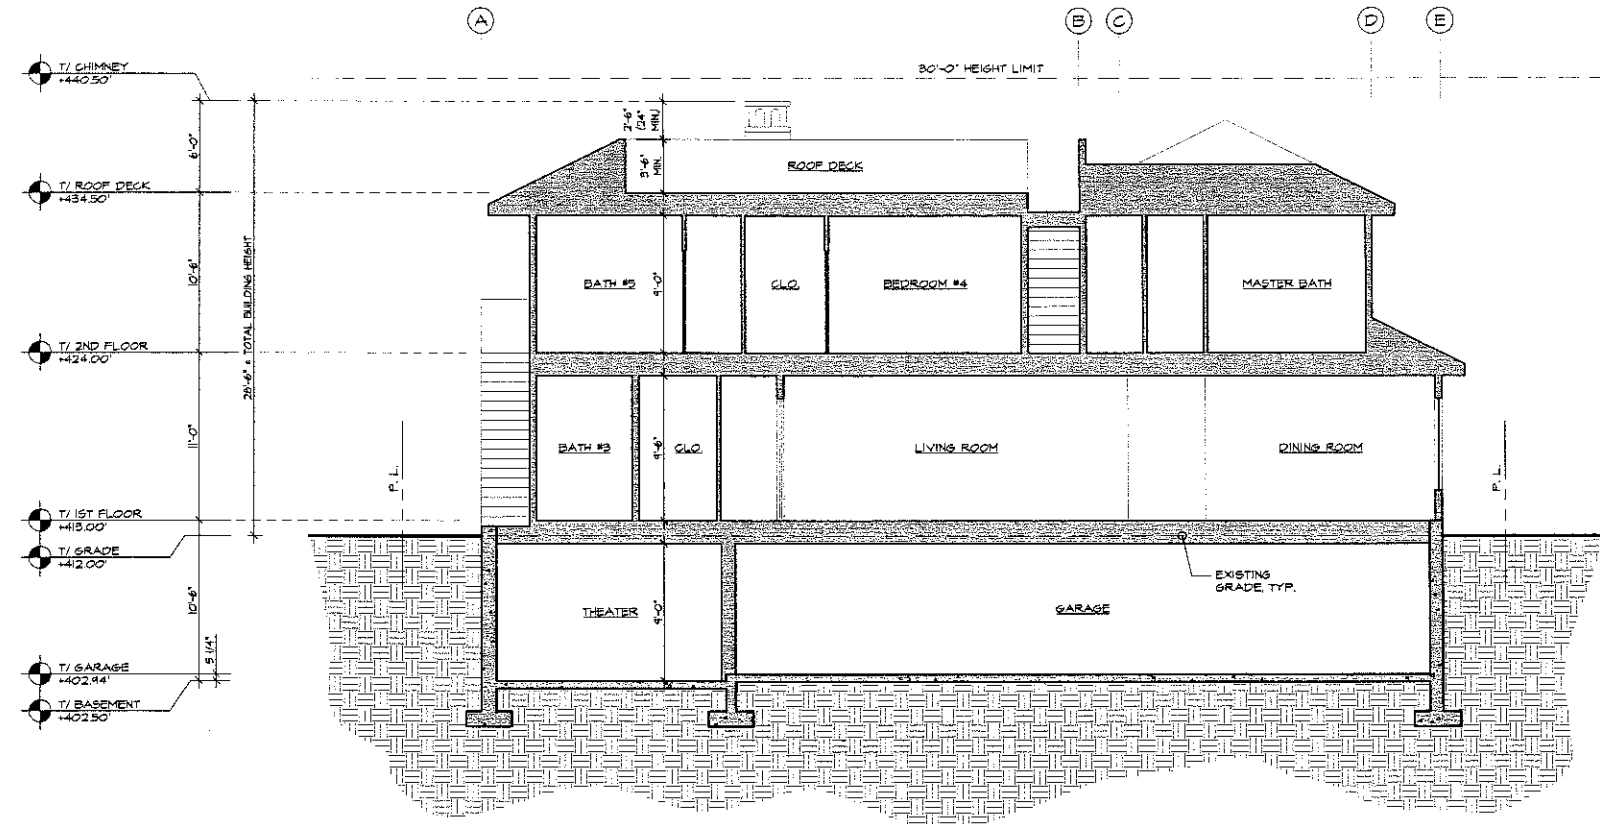 A
B
C
D
E
T/ CHIMNEY
+440.50'
30'-0" HEIGHT LIMIT
6'-0"
2'-6"
(24"
MIN.)
3'-6"
MIN.
ROOF DECK
T/ ROOF DECK
+434.50'
10'-6"
28'-6" ± TOTAL BUILDING HEIGHT
BATH #5
9'-0"
CLO.
BEDROOM #4
MASTER BATH
T/ 2ND FLOOR
+424.00'
11'-0"
BATH #3
CLO.
9'-6"
LIVING ROOM
DINING ROOM
P. L.
P. L.
T/ 1ST FLOOR
+413.00'
T/ GRADE
+412.00'
10'-6"
EXISTING
GRADE, TYP.
THEATER
9'-0"
GARAGE
5 1/4"
T/ GARAGE
+402.94'
T/ BASEMENT
+402.50'